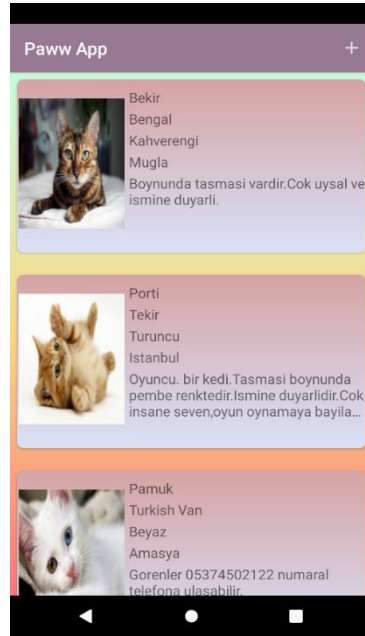 Paww App
Bekir
Bengal
Kahverengi
Mugla
Boynunda tasmasi vardir.Cok uysal ve
ismine duyarli.
Porti
Tekir
Turuncu
Istanbul
Oyuncu. bir kedi.Tasmasi boynunda
pembe renktedir.Ismine duyarlidir.Cok
insane seven,oyun oynamaya bayila...
Pamuk
Turkish Van
Beyaz
Amasya
Gorenler 05374502122 numaral
telefona ulasabilir.